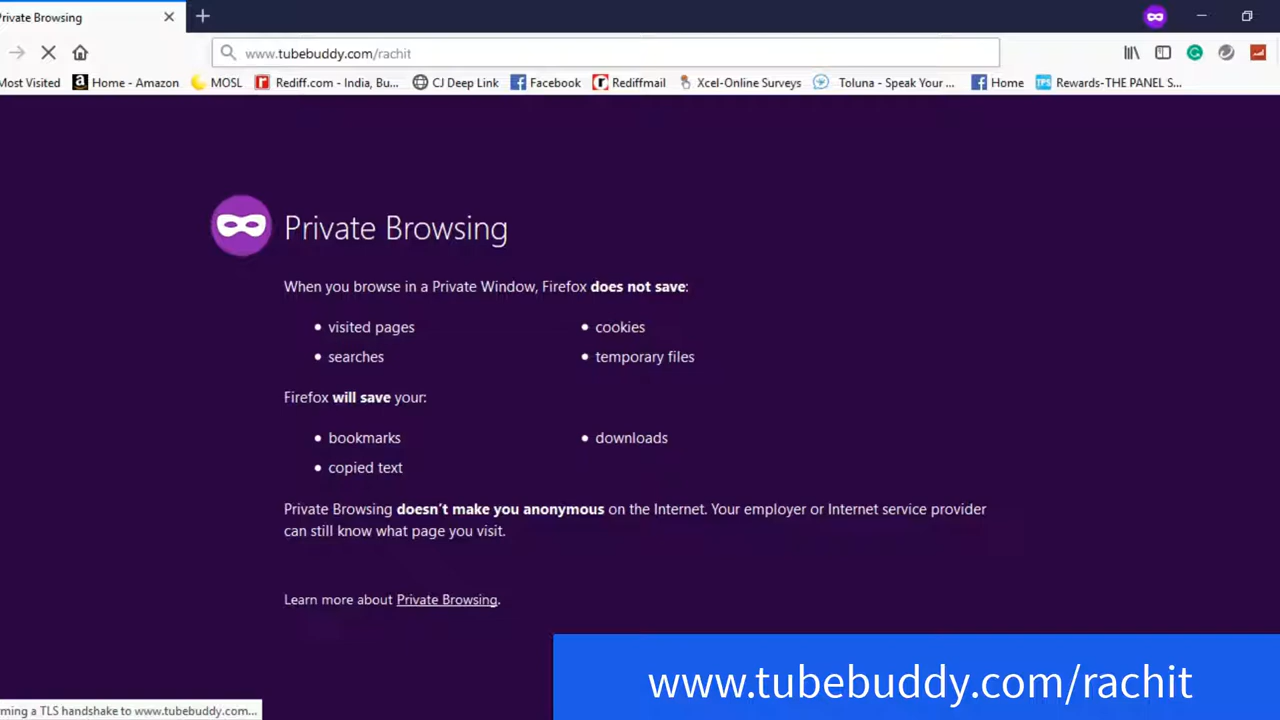 Private Browsing
www.tubebuddy.com/rachit
Most Visited Home - Amazon MOSL Rediff.com - India, Bu... CJ Deep Link Facebook Rediffmail Xcel-Online Surveys Toluna - Speak Your ... Home Rewards-THE PANEL S...
Private Browsing
When you browse in a Private Window, Firefox does not save:
• visited pages • cookies
• searches • temporary files
Firefox will save your:
• bookmarks • downloads
• copied text
Private Browsing doesn't make you anonymous on the Internet. Your employer or Internet service provider
can still know what page you visit.
Learn more about Private Browsing.
www.tubebuddy.com/rachit
ming a TLS handshake to www.tubebuddy.com...